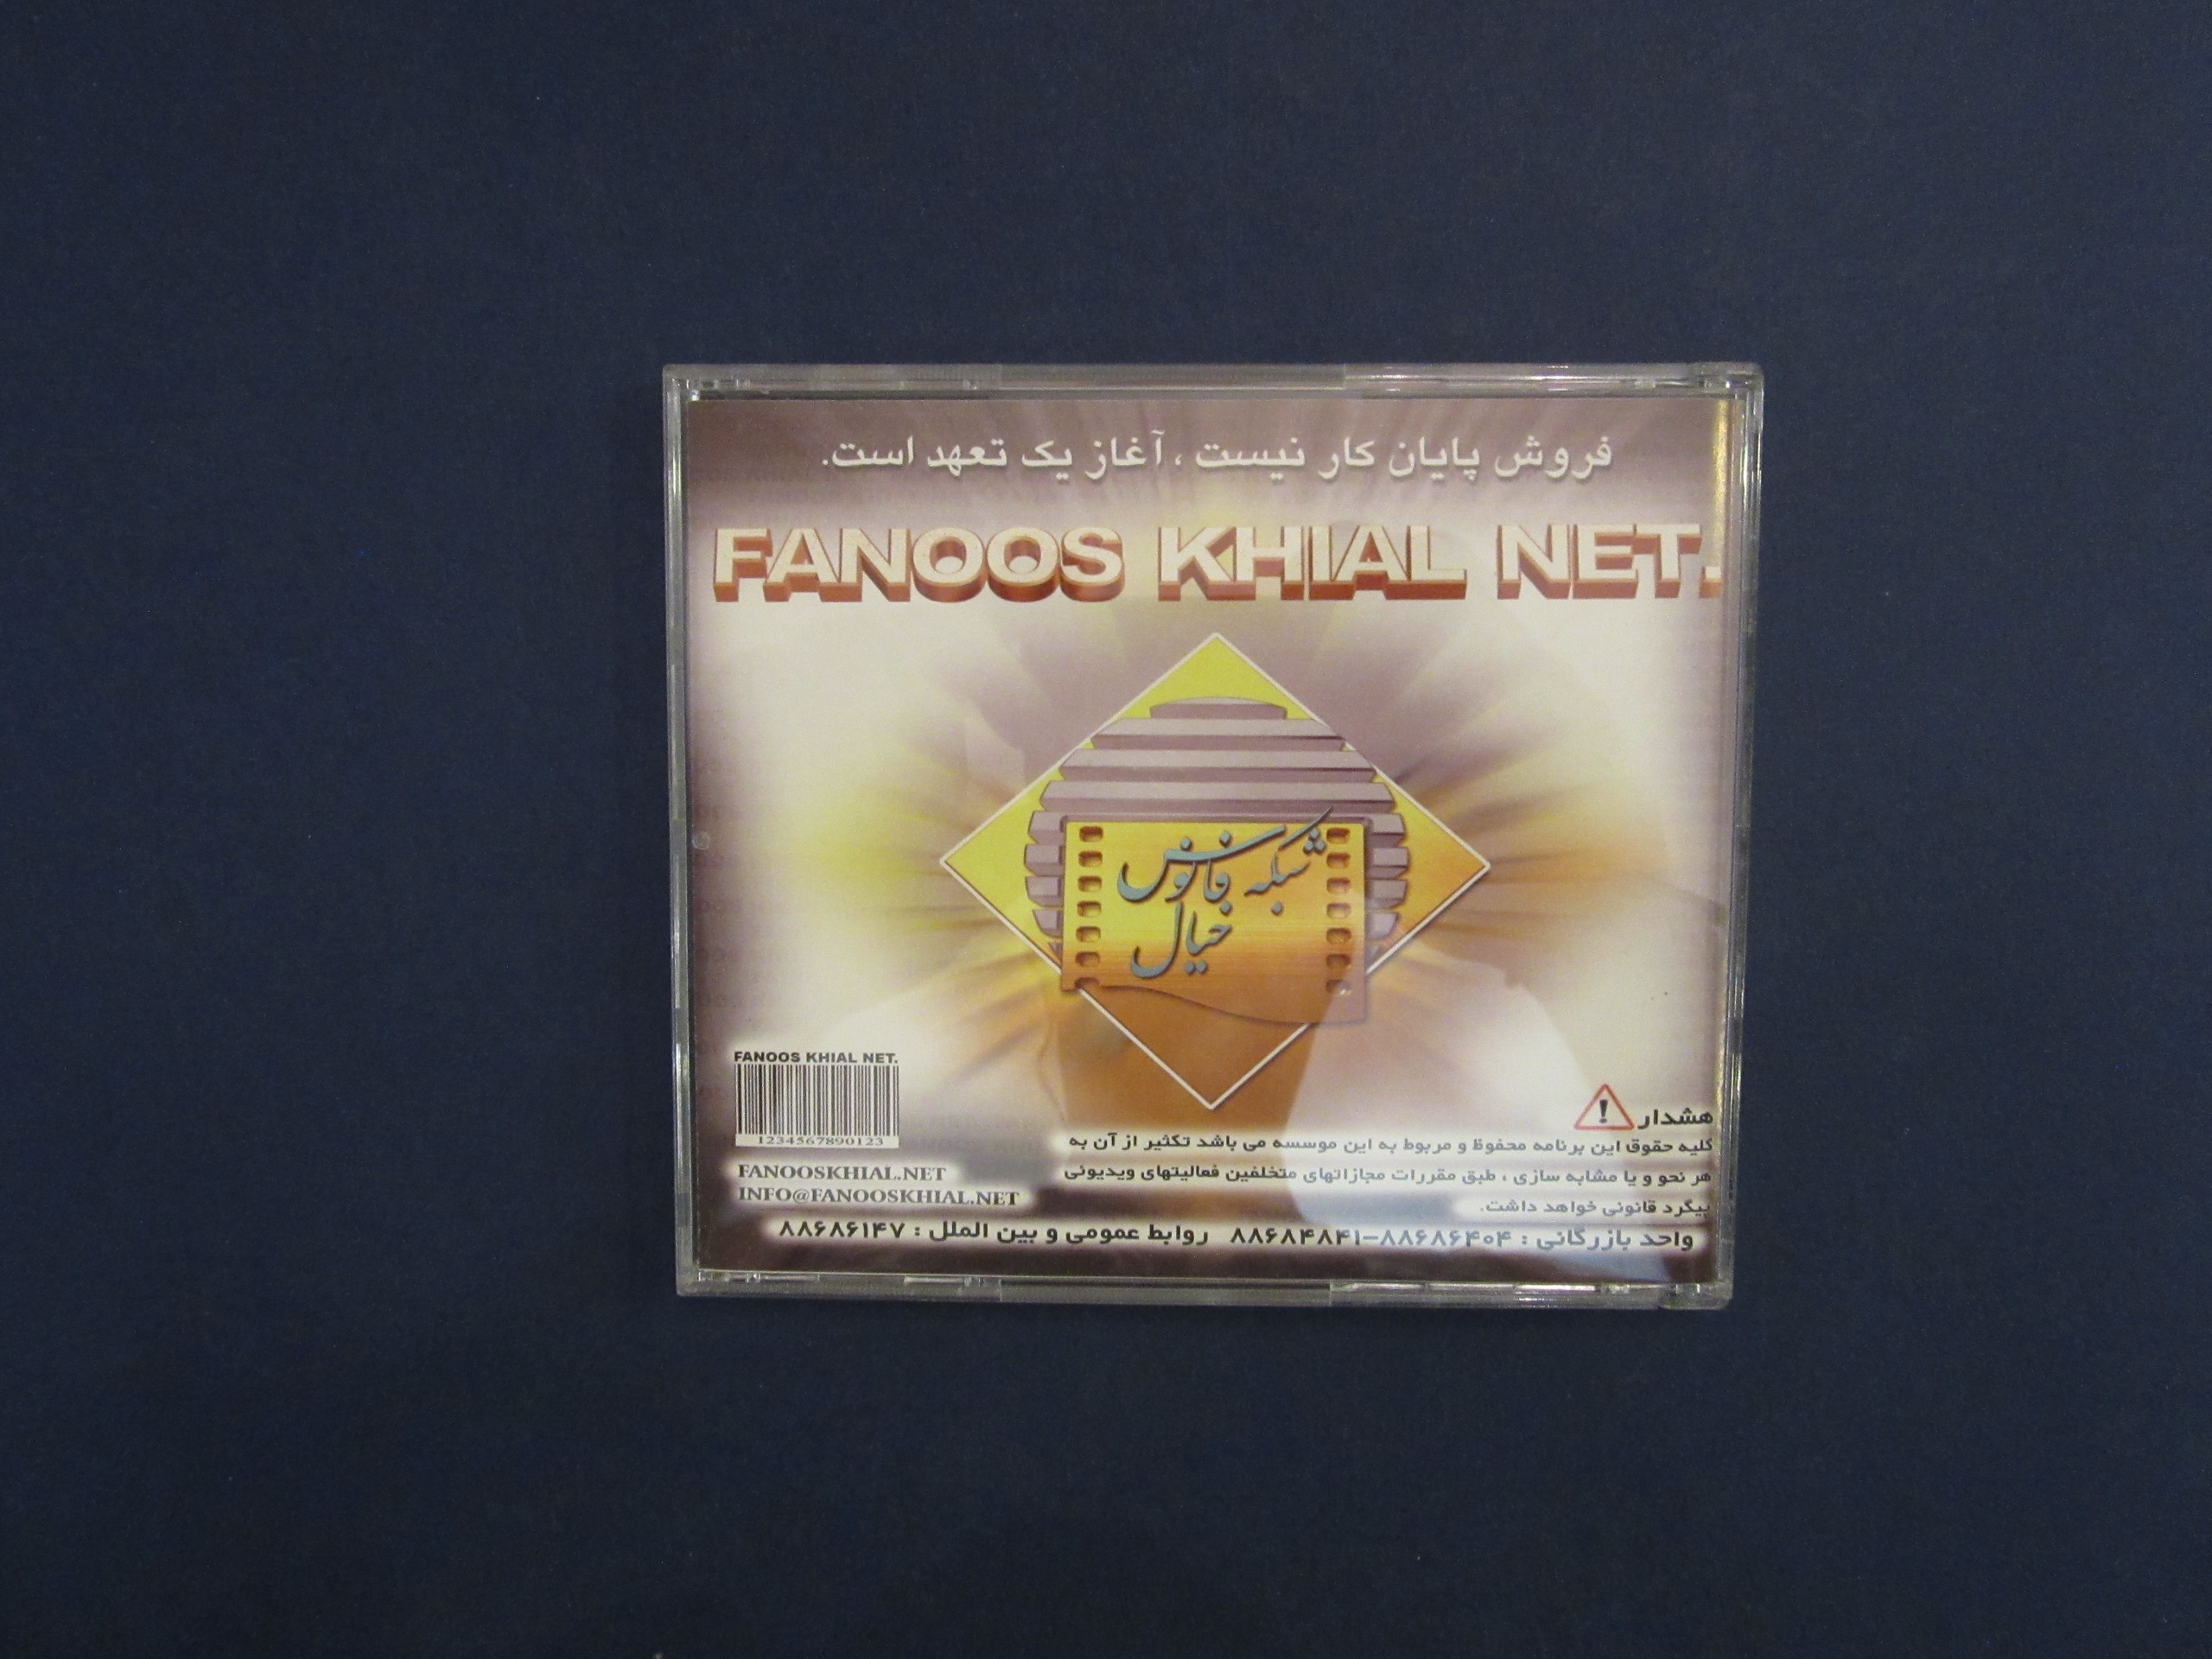 فروش پایان کار نیست ، آغاز یک تعهد است.
FANOOS KHIAL NET.
شبکه فانوس
خیال
FANOOS KHIAL NET.
1234567890123
FANOOSKHIAL.NET
INFO@FANOOSKHIAL.NET
هشدار
کلیه حقوق این برنامه محفوظ و مربوط به این موسسه می باشد تکثیر از آن به
هر نحو و یا مشابه سازی ، طبق مقررات مجازاتهای متخلفین فعالیتهای ویدیوئی
پیگرد قانونی خواهد داشت.
واحد بازرگانی : ۸۸۶۸۶۴۰۴-۸۸۶۸۴۸۴۱ روابط عمومی و بین الملل : ۸۸۶۸۶۱۴۷